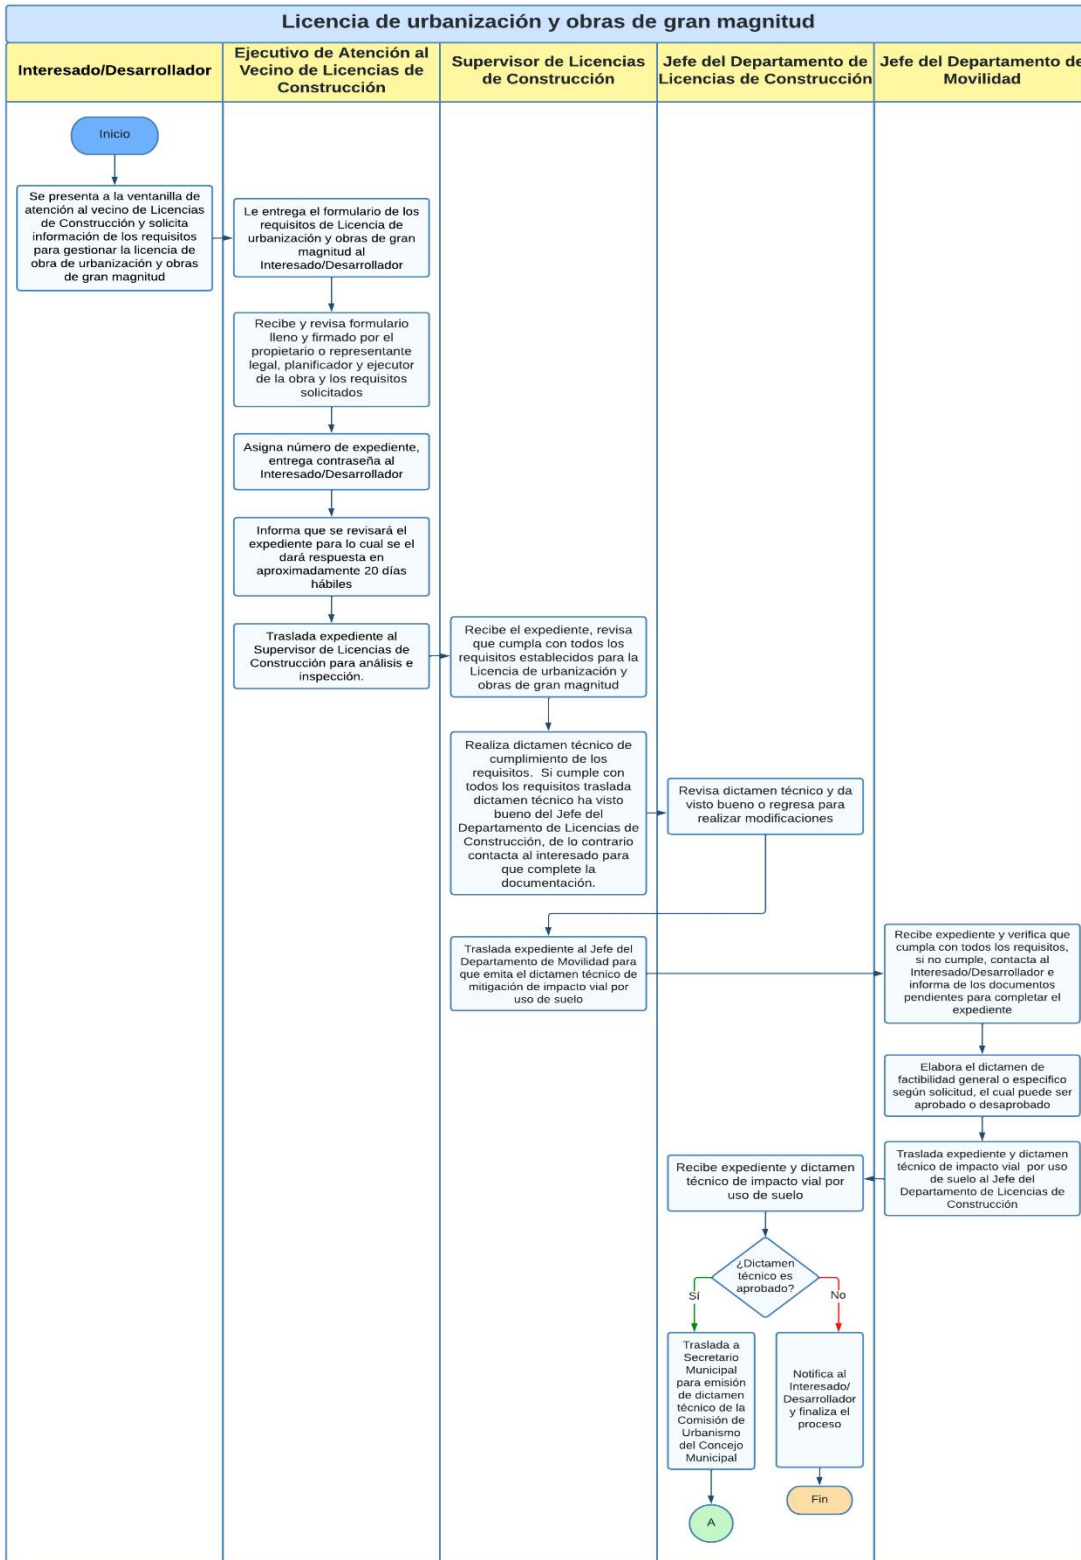 Licencia de urbanización y obras de gran magnitud
Interesado/Desarrollador
Ejecutivo de Atención al
Vecino de Licencias de
Construcción
Supervisor de Licencias
de Construcción
Jefe del Departamento de
Licencias de Construcción
Jefe del Departamento de
Movilidad
Inicio
Se presenta a la ventanilla de
atención al vecino de Licencias
de Construcción y solicita
información de los requisitos
para gestionar la licencia de
obra de urbanización y obras
de gran magnitud
Le entrega el formulario de los
requisitos de Licencia de
urbanización y obras de gran
magnitud al
Interesado/Desarrollador
Recibe y revisa formulario
lleno y firmado por el
propietario o representante
legal, planificador y ejecutor
de la obra y los requisitos
solicitados
Asigna número de expediente,
entrega contraseña al
Interesado/Desarrollador
Informa que se revisará el
expediente para lo cual se el
dará respuesta en
aproximadamente 20 días
hábiles
Traslada expediente al
Supervisor de Licencias de
Construcción para análisis e
inspección.
Recibe el expediente, revisa
que cumpla con todos los
requisitos establecidos para la
Licencia de urbanización y
obras de gran magnitud
Realiza dictamen técnico de
cumplimiento de los
requisitos. Si cumple con
todos los requisitos traslada
dictamen técnico ha visto
bueno del Jefe del
Departamento de Licencias de
Construcción, de lo contrario
contacta al interesado para
que complete la
documentación.
Revisa dictamen técnico y da
visto bueno o regresa para
realizar modificaciones
Traslada expediente al Jefe del
Departamento de Movilidad para
que emita el dictamen técnico de
mitigación de impacto vial por
uso de suelo
Recibe expediente y verifica que
cumpla con todos los requisitos,
si no cumple, contacta al
Interesado/Desarrollador e
informa de los documentos
pendientes para completar el
expediente
Elabora el dictamen de
factibilidad general o especifico
según solicitud, el cual puede ser
aprobado o desaprobado
Traslada expediente y dictamen
técnico de impacto vial por uso
de suelo al Jefe del
Departamento de Licencias de
Construcción
Recibe expediente y dictamen
técnico de impacto vial por
uso de suelo
¿Dictamen
técnico es
aprobado?
Sí
No
Traslada a
Secretario
Municipal
para emisión
de dictamen
técnico de la
Comisión de
Urbanismo
del Concejo
Municipal
Notifica al
Interesado/
Desarrollador
y finaliza el
proceso
A
Fin